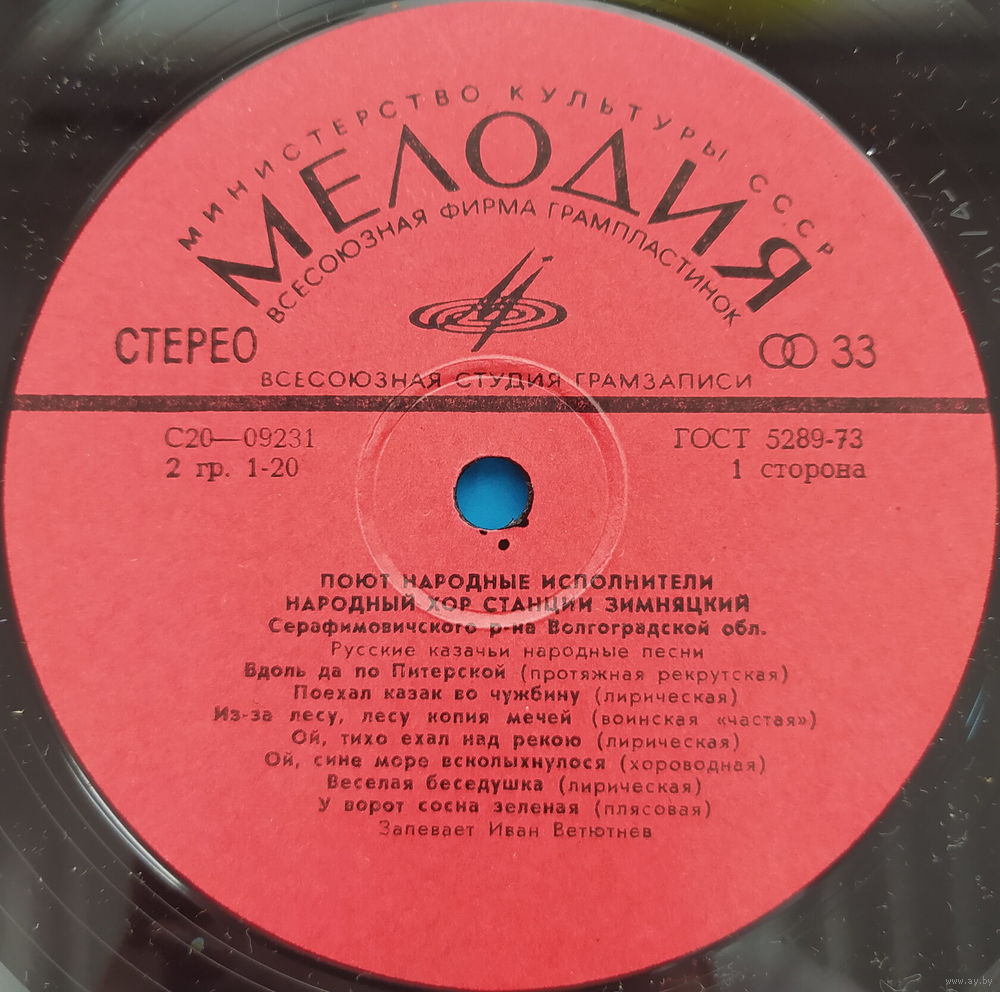 МИНИСТЕРСТВО КУЛЬТУРЫ СССР
МЕЛОДИЯ
ВСЕСОЮЗНАЯ ФИРМА ГРАМПЛАСТИНОК
СТЕРЕО
33
ВСЕСОЮЗНАЯ СТУДИЯ ГРАМЗАПИСИ
С20—09231
ГОСТ 5289-73
2 гр. 1-20
1 сторона
ПОЮТ НАРОДНЫЕ ИСПОЛНИТЕЛИ
НАРОДНЫЙ ХОР СТАНЦИИ ЗИМНЯЦКИЙ
Серафимовичского р-на Волгоградской обл.
Русские казачьи народные песни
Вдоль да по Питерской (протяжная рекрутская)
Поехал казак во чужбину (лирическая)
Из-за лесу, лесу копия мечей (воинская «частая»)
Ой, тихо ехал над рекою (лирическая)
Ой, сине море всколыхнулося (хороводная)
Веселая беседушка (лирическая)
У ворот сосна зеленая (плясовая)
Запевает Иван Ветютнев
www.ay.by